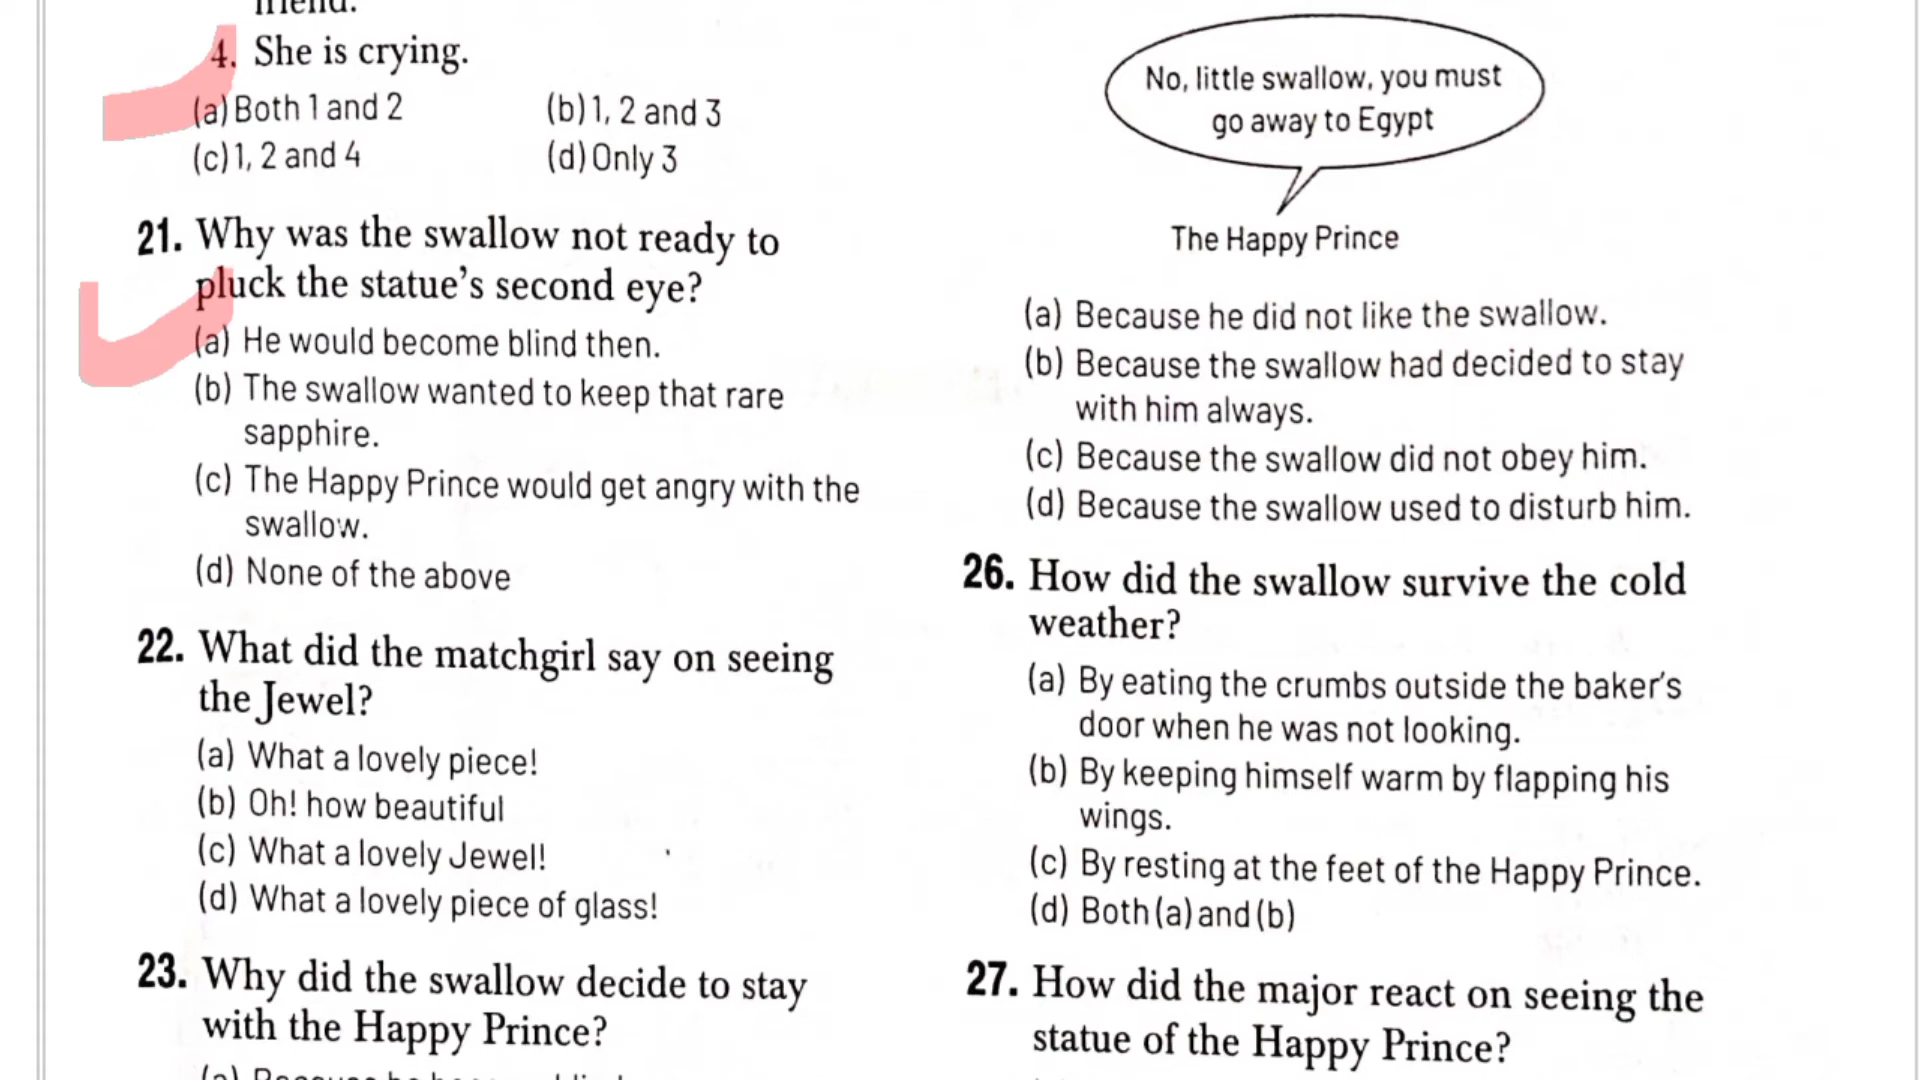 friend.
4. She is crying.
(a) Both 1 and 2 (b) 1, 2 and 3
(c) 1, 2 and 4 (d) Only 3
21. Why was the swallow not ready to
pluck the statue's second eye?
(a) He would become blind then.
(b) The swallow wanted to keep that rare
sapphire.
(c) The Happy Prince would get angry with the
swallow.
(d) None of the above
22. What did the matchgirl say on seeing
the Jewel?
(a) What a lovely piece!
(b) Oh! how beautiful
(c) What a lovely Jewel!
(d) What a lovely piece of glass!
23. Why did the swallow decide to stay
with the Happy Prince?
No, little swallow, you must
go away to Egypt
The Happy Prince
(a) Because he did not like the swallow.
(b) Because the swallow had decided to stay
with him always.
(c) Because the swallow did not obey him.
(d) Because the swallow used to disturb him.
26. How did the swallow survive the cold
weather?
(a) By eating the crumbs outside the baker's
door when he was not looking.
(b) By keeping himself warm by flapping his
wings.
(c) By resting at the feet of the Happy Prince.
(d) Both (a) and (b)
27. How did the major react on seeing the
statue of the Happy Prince?